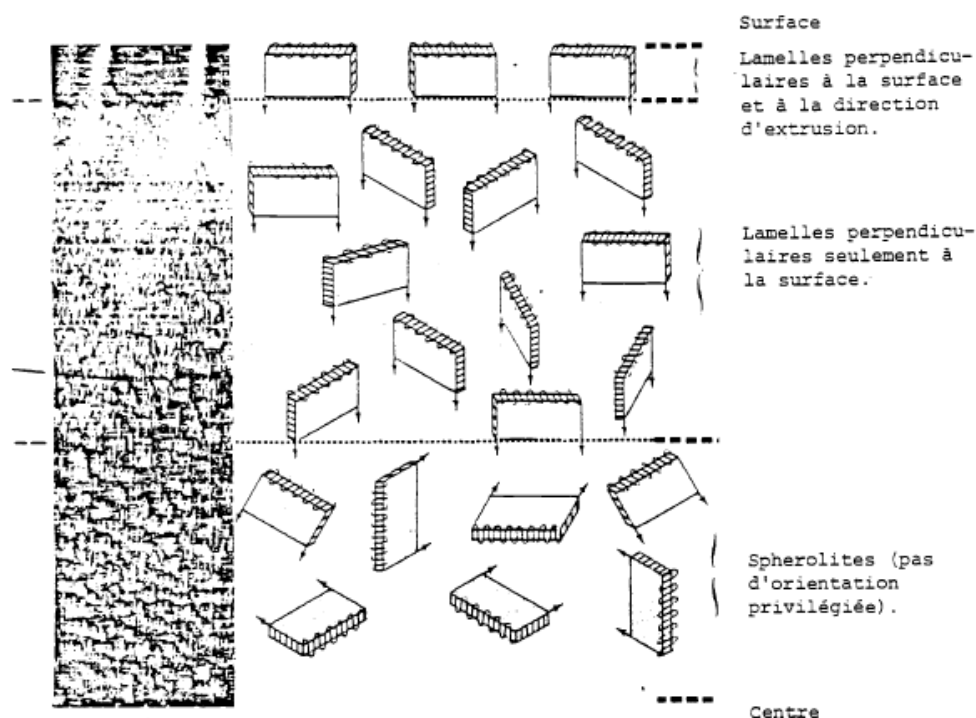 Surface
Lamelles perpendicu-
laires à la surface
et à la direction
d'extrusion.
Lamelles perpendicu-
laires seulement à
la surface.
Spherolites (pas
d'orientation
privilégiée).
Centre